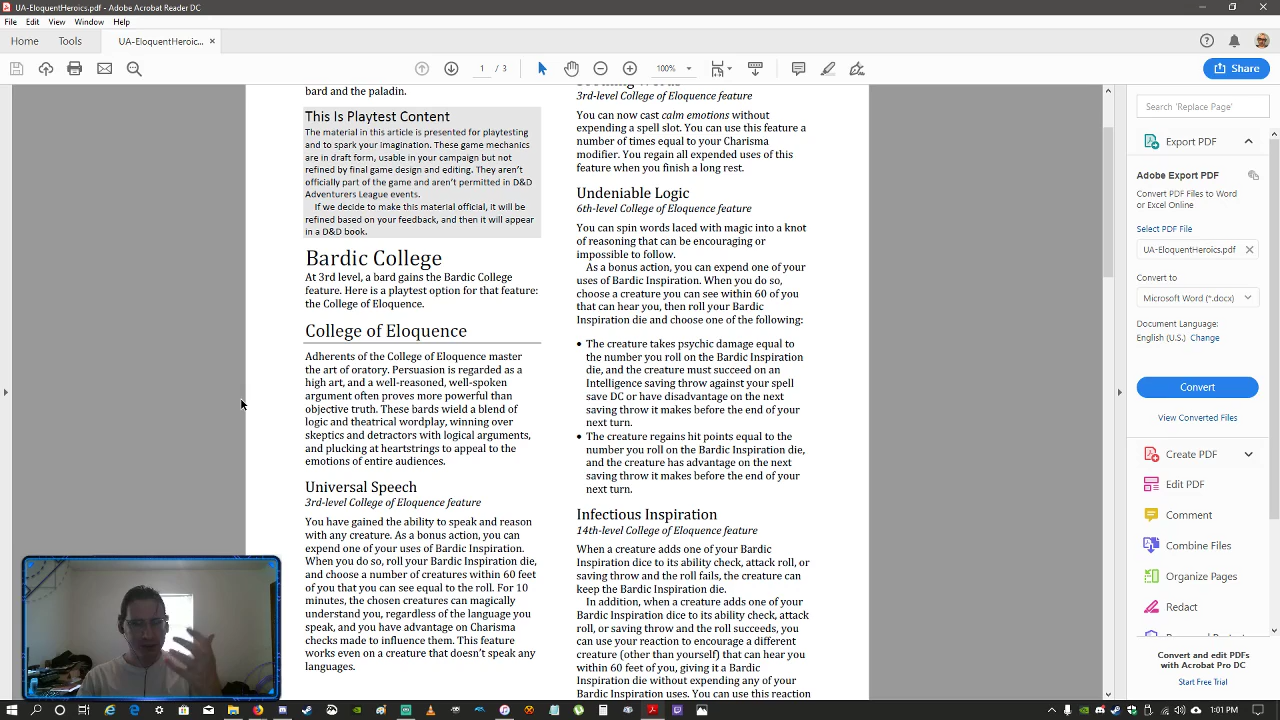 UA-EloquentHeroics.pdf - Adobe Acrobat Reader DC
File Edit View Window Help
Home Tools UA-EloquentHeroic... ×
1 / 3 100%
Share
bard and the paladin.
This Is Playtest Content
The material in this article is presented for playtesting
and to spark your imagination. These game mechanics
are in draft form, usable in your campaign but not
refined by final game design and editing. They aren't
officially part of the game and aren't permitted in D&D
Adventurers League events.
If we decide to make this material official, it will be
refined based on your feedback, and then it will appear
in a D&D book.
Bardic College
At 3rd level, a bard gains the Bardic College
feature. Here is a playtest option for that feature:
the College of Eloquence.
College of Eloquence
Adherents of the College of Eloquence master
the art of oratory. Persuasion is regarded as a
high art, and a well-reasoned, well-spoken
argument often proves more powerful than
objective truth. These bards wield a blend of
logic and theatrical wordplay, winning over
skeptics and detractors with logical arguments,
and plucking at heartstrings to appeal to the
emotions of entire audiences.
Universal Speech
3rd-level College of Eloquence feature
You have gained the ability to speak and reason
with any creature. As a bonus action, you can
expend one of your uses of Bardic Inspiration.
When you do so, roll your Bardic Inspiration die,
and choose a number of creatures within 60 feet
of you that you can see equal to the roll. For 10
minutes, the chosen creatures can magically
understand you, regardless of the language you
speak, and you have advantage on Charisma
checks made to influence them. This feature
works even on a creature that doesn't speak any
languages.
3rd-level College of Eloquence feature
You can now cast calm emotions without
expending a spell slot. You can use this feature a
number of times equal to your Charisma
modifier. You regain all expended uses of this
feature when you finish a long rest.
Undeniable Logic
6th-level College of Eloquence feature
You can spin words laced with magic into a knot
of reasoning that can be encouraging or
impossible to follow.
As a bonus action, you can expend one of your
uses of Bardic Inspiration. When you do so,
choose a creature you can see within 60 of you
that can hear you, then roll your Bardic
Inspiration die and choose one of the following:
• The creature takes psychic damage equal to
the number you roll on the Bardic Inspiration
die, and the creature must succeed on an
Intelligence saving throw against your spell
save DC or have disadvantage on the next
saving throw it makes before the end of your
next turn.
• The creature regains hit points equal to the
number you roll on the Bardic Inspiration die,
and the creature has advantage on the next
saving throw it makes before the end of your
next turn.
Infectious Inspiration
14th-level College of Eloquence feature
When a creature adds one of your Bardic
Inspiration dice to its ability check, attack roll, or
saving throw and the roll fails, the creature can
keep the Bardic Inspiration die.
In addition, when a creature adds one of your
Bardic Inspiration dice to its ability check, attack
roll, or saving throw and the roll succeeds, you
can use your reaction to encourage a different
creature (other than yourself) that can hear you
within 60 feet of you, giving it a Bardic
Inspiration die without expending any of your
Bardic Inspiration uses. You can use this reaction
Search 'Replace Page'
Export PDF
Adobe Export PDF
Convert PDF Files to Word
or Excel Online
Select PDF File
UA-EloquentHeroics.pdf
Convert to
Microsoft Word (*.docx)
Document Language:
English (U.S.) Change
Convert
View Converted Files
Create PDF
Edit PDF
Comment
Combine Files
Organize Pages
Redact
Convert and edit PDFs
with Acrobat Pro DC
Start Free Trial
1:01 PM